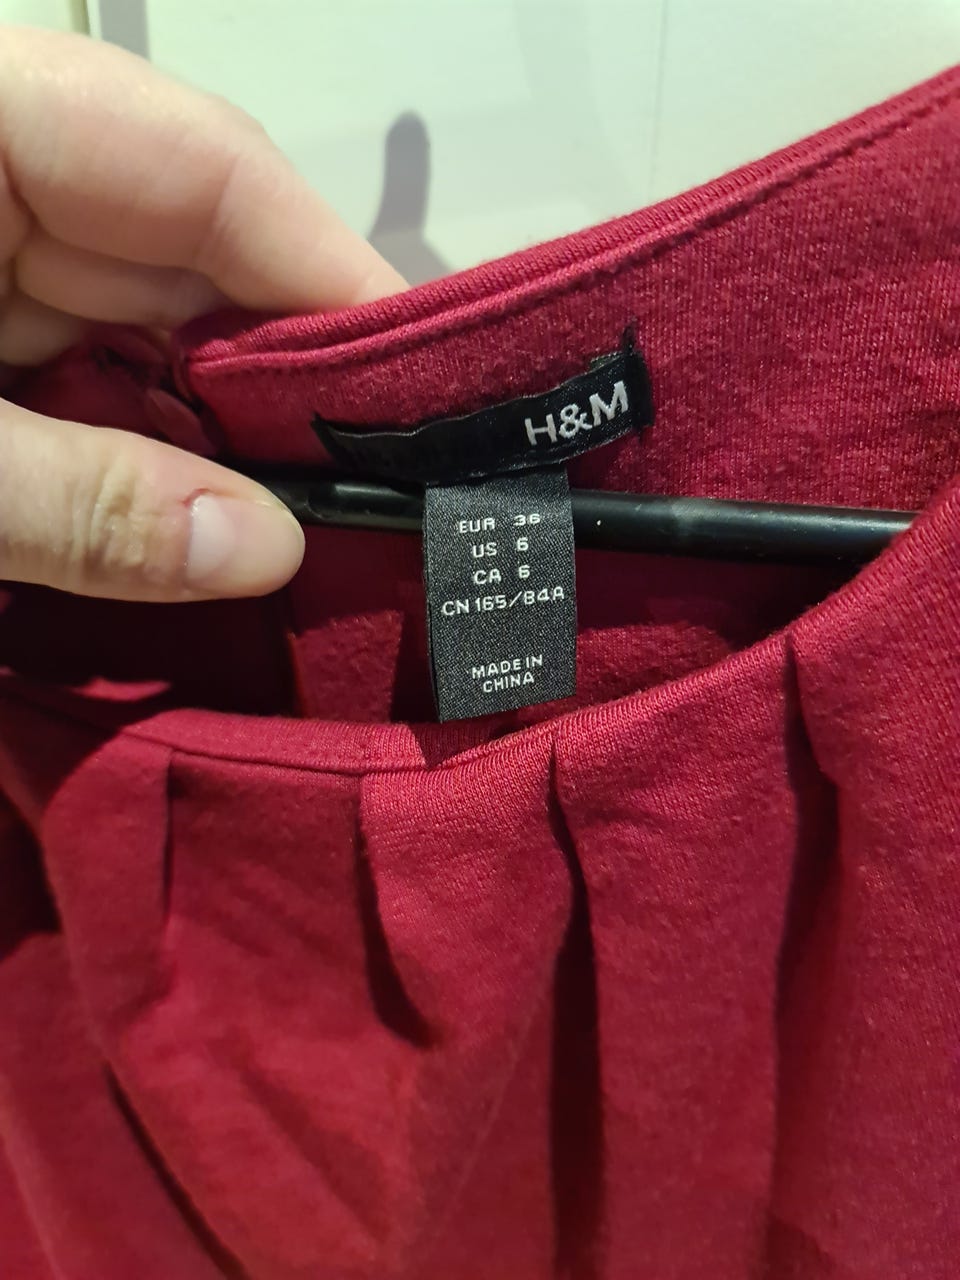 H&M
EUR 36
US 6
CA 6
CN 165/84A
MADE IN
CHINA